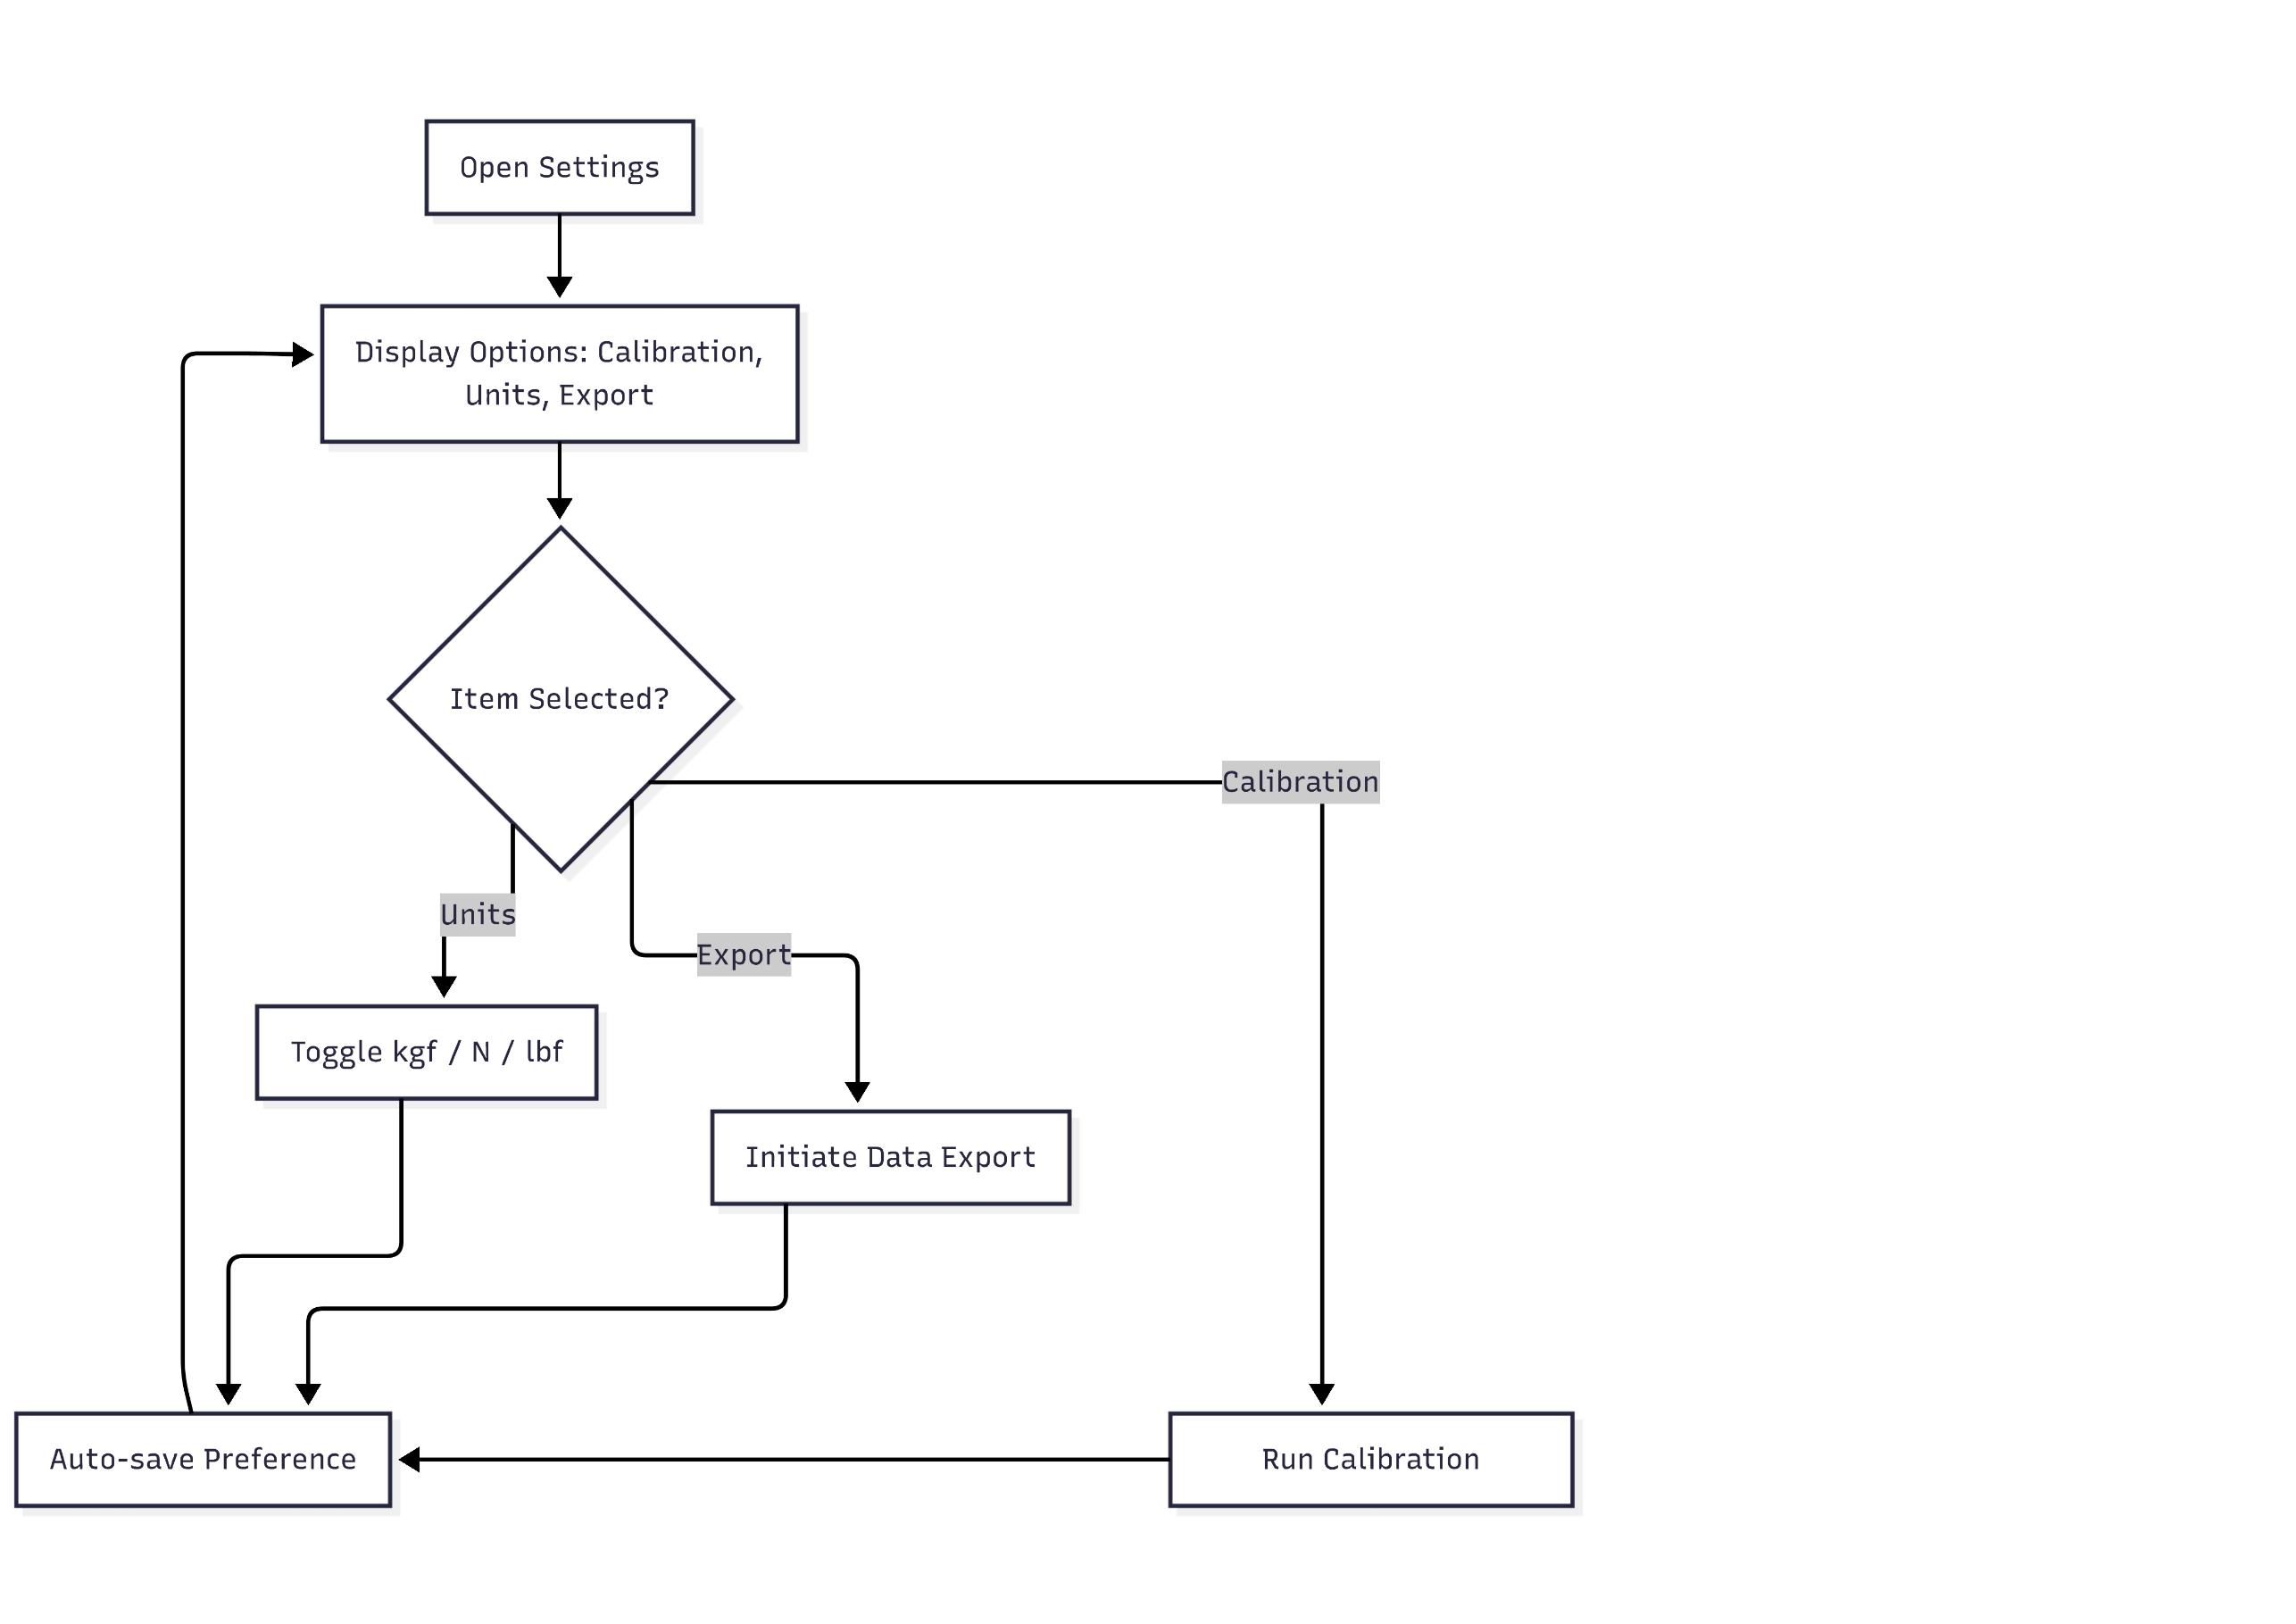 Open Settings
Display Options: Calibration,
Units, Export
Item Selected?
Calibration
Units
Export
Toggle kgf / N / lbf
Initiate Data Export
Auto-save Preference
Run Calibration